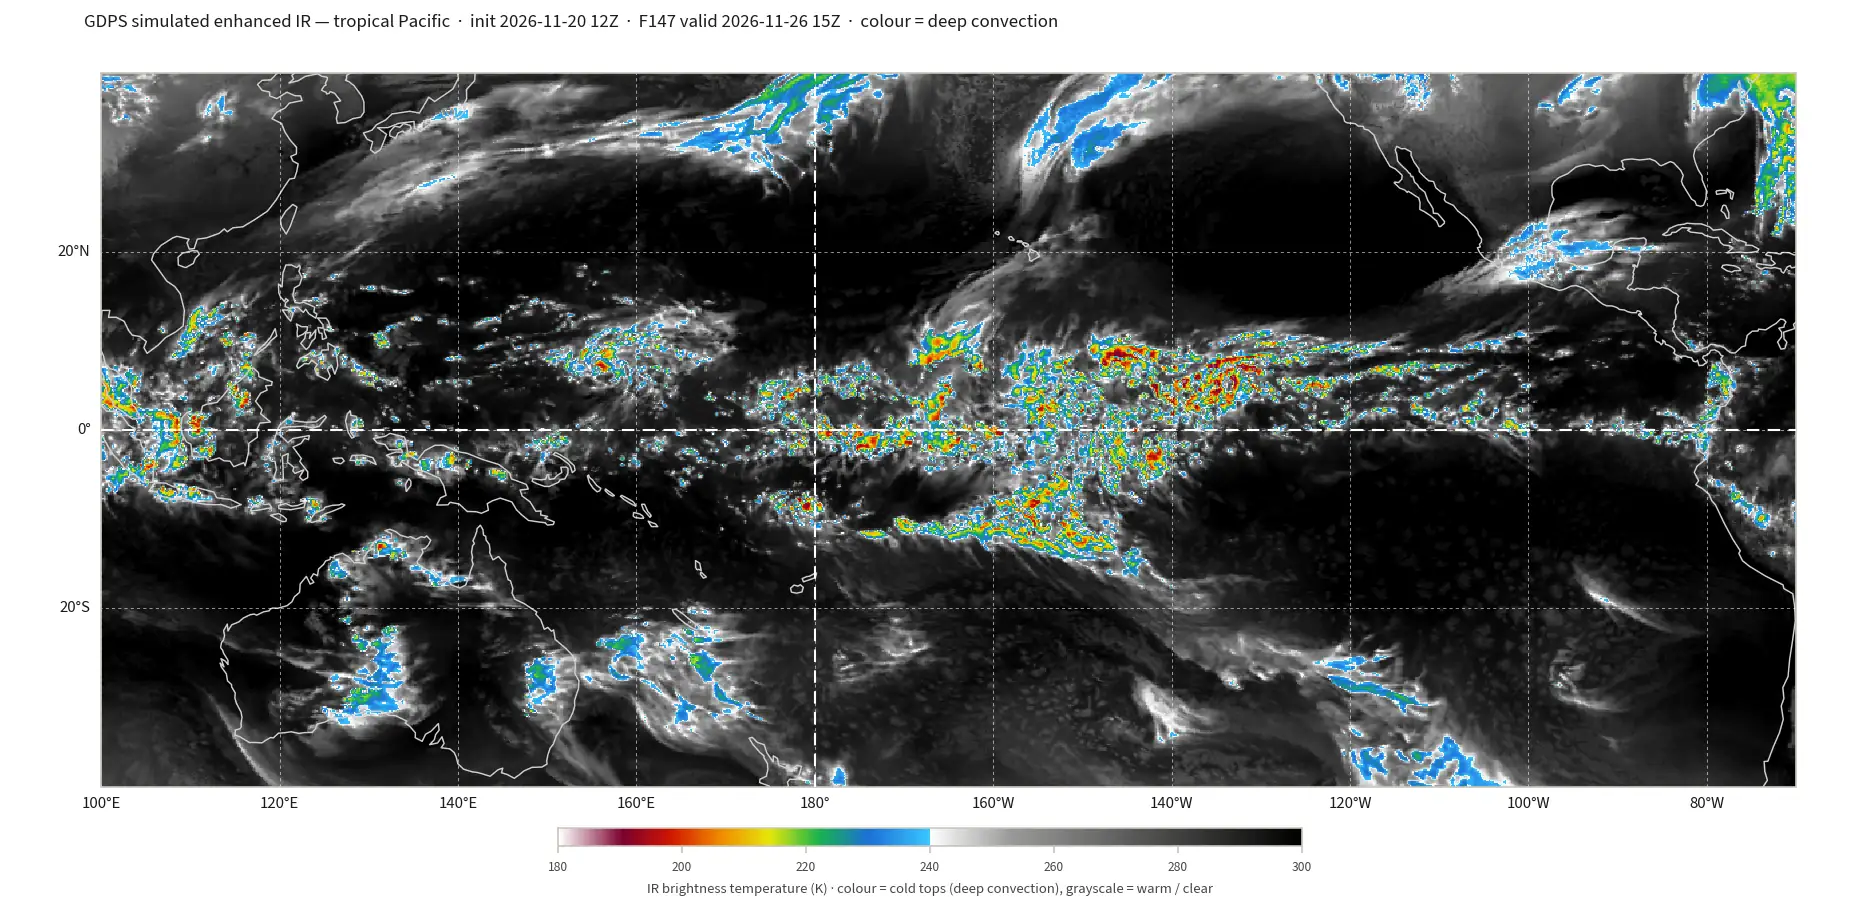 GDPS simulated enhanced IR — tropical Pacific · init 2026-11-20 12Z · F147 valid 2026-11-26 15Z · colour = deep convection
20°N
0°
20°S
100°E 120°E 140°E 160°E 180° 160°W 140°W 120°W 100°W 80°W
180 200 220 240 260 280 300
IR brightness temperature (K) · colour = cold tops (deep convection), grayscale = warm / clear